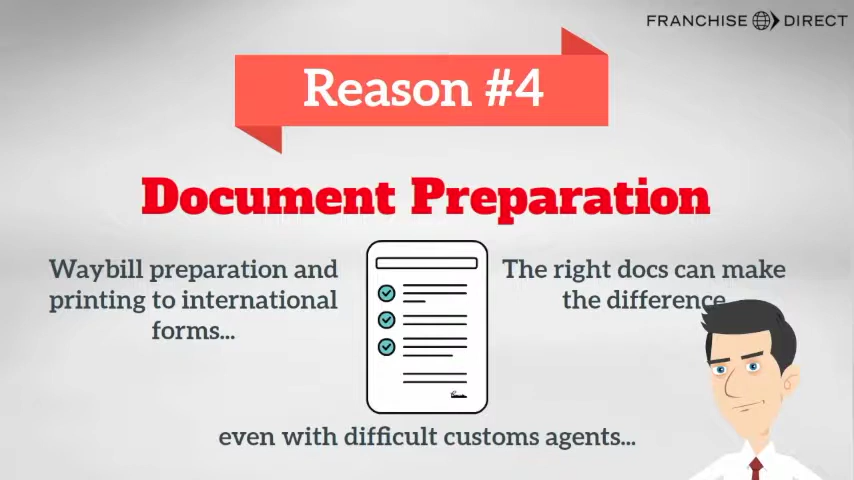 FRANCHISE DIRECT
Reason #4
Document Preparation
Waybill preparation and
printing to international
forms...
The right docs can make
the difference
even with difficult customs agents...